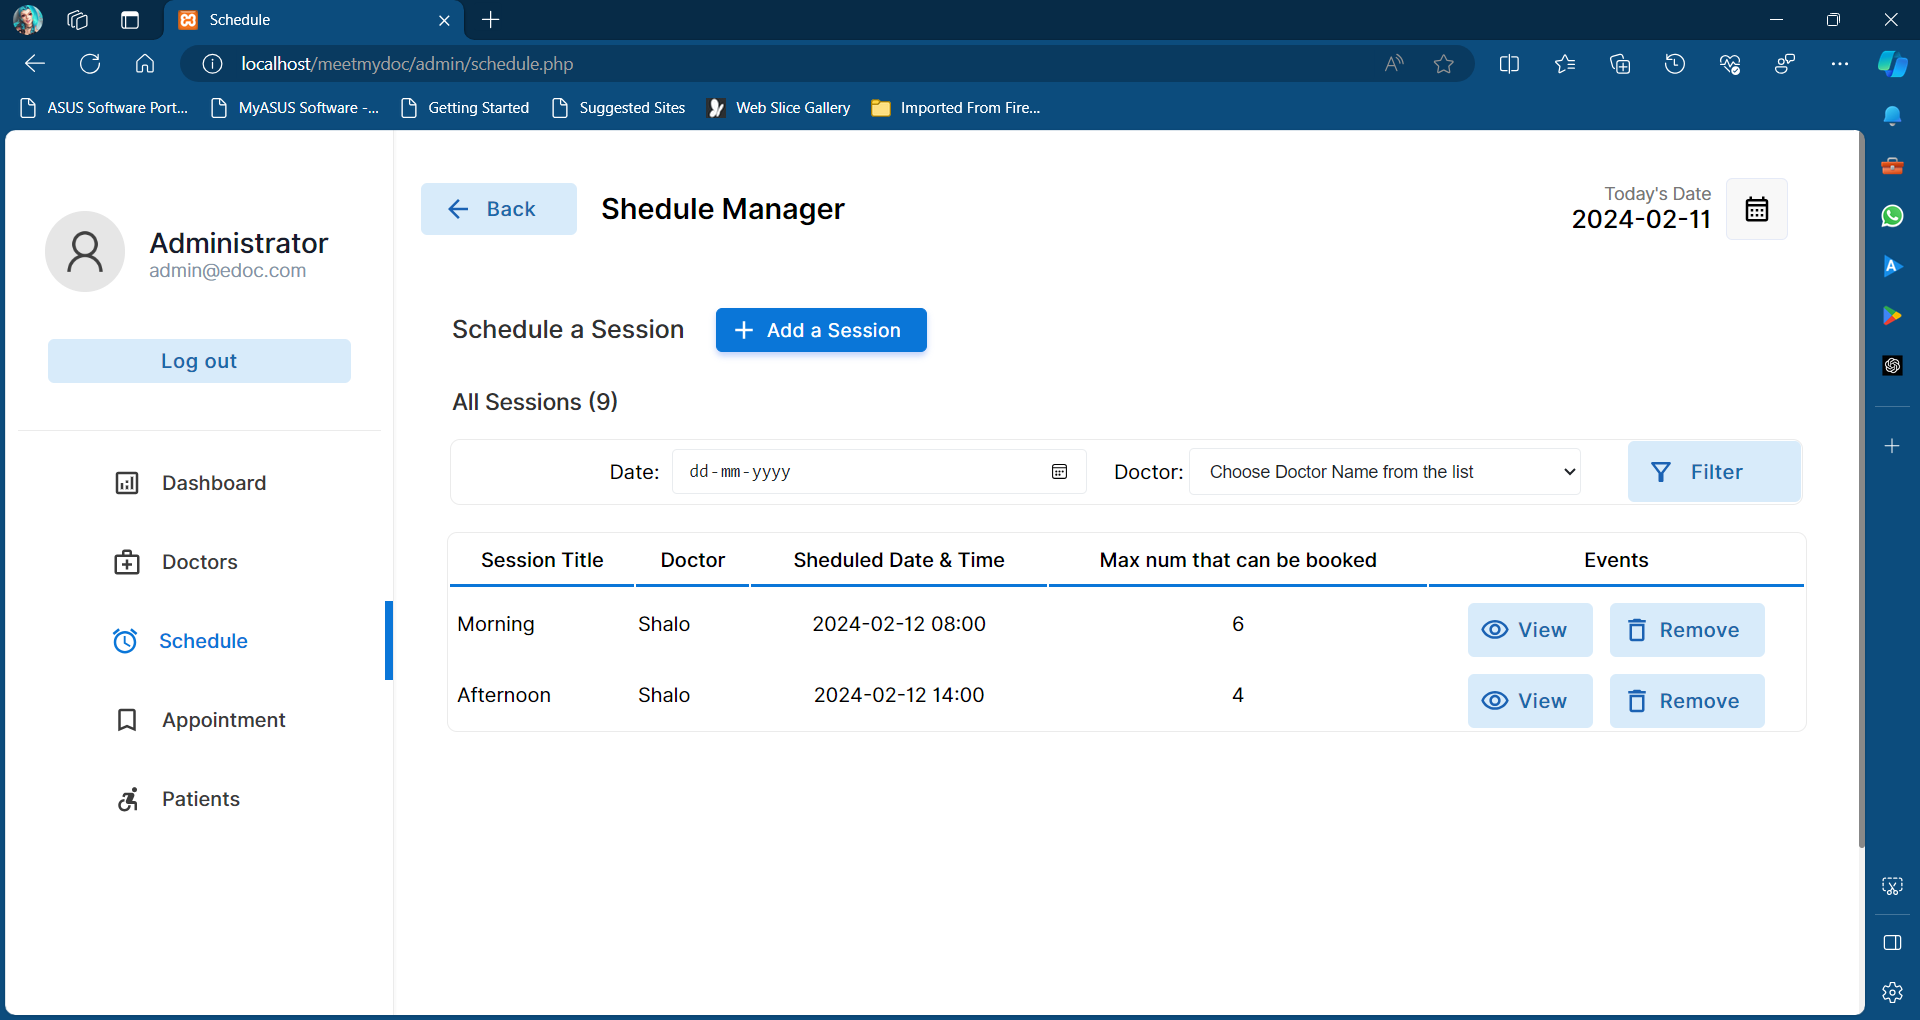 Schedule
localhost/meetmydoc/admin/schedule.php
ASUS Software Port... MyASUS Software -... Getting Started Suggested Sites Web Slice Gallery Imported From Fire...
Administrator
admin@edoc.com
Log out
Dashboard
Doctors
Schedule
Appointment
Patients
Back Shedule Manager
Today's Date
2024-02-11
Schedule a Session + Add a Session
All Sessions (9)
Date: dd-mm-yyyy Doctor: Choose Doctor Name from the list Filter
Session Title Doctor Sheduled Date & Time Max num that can be booked Events
Morning Shalo 2024-02-12 08:00 6 View Remove
Afternoon Shalo 2024-02-12 14:00 4 View Remove